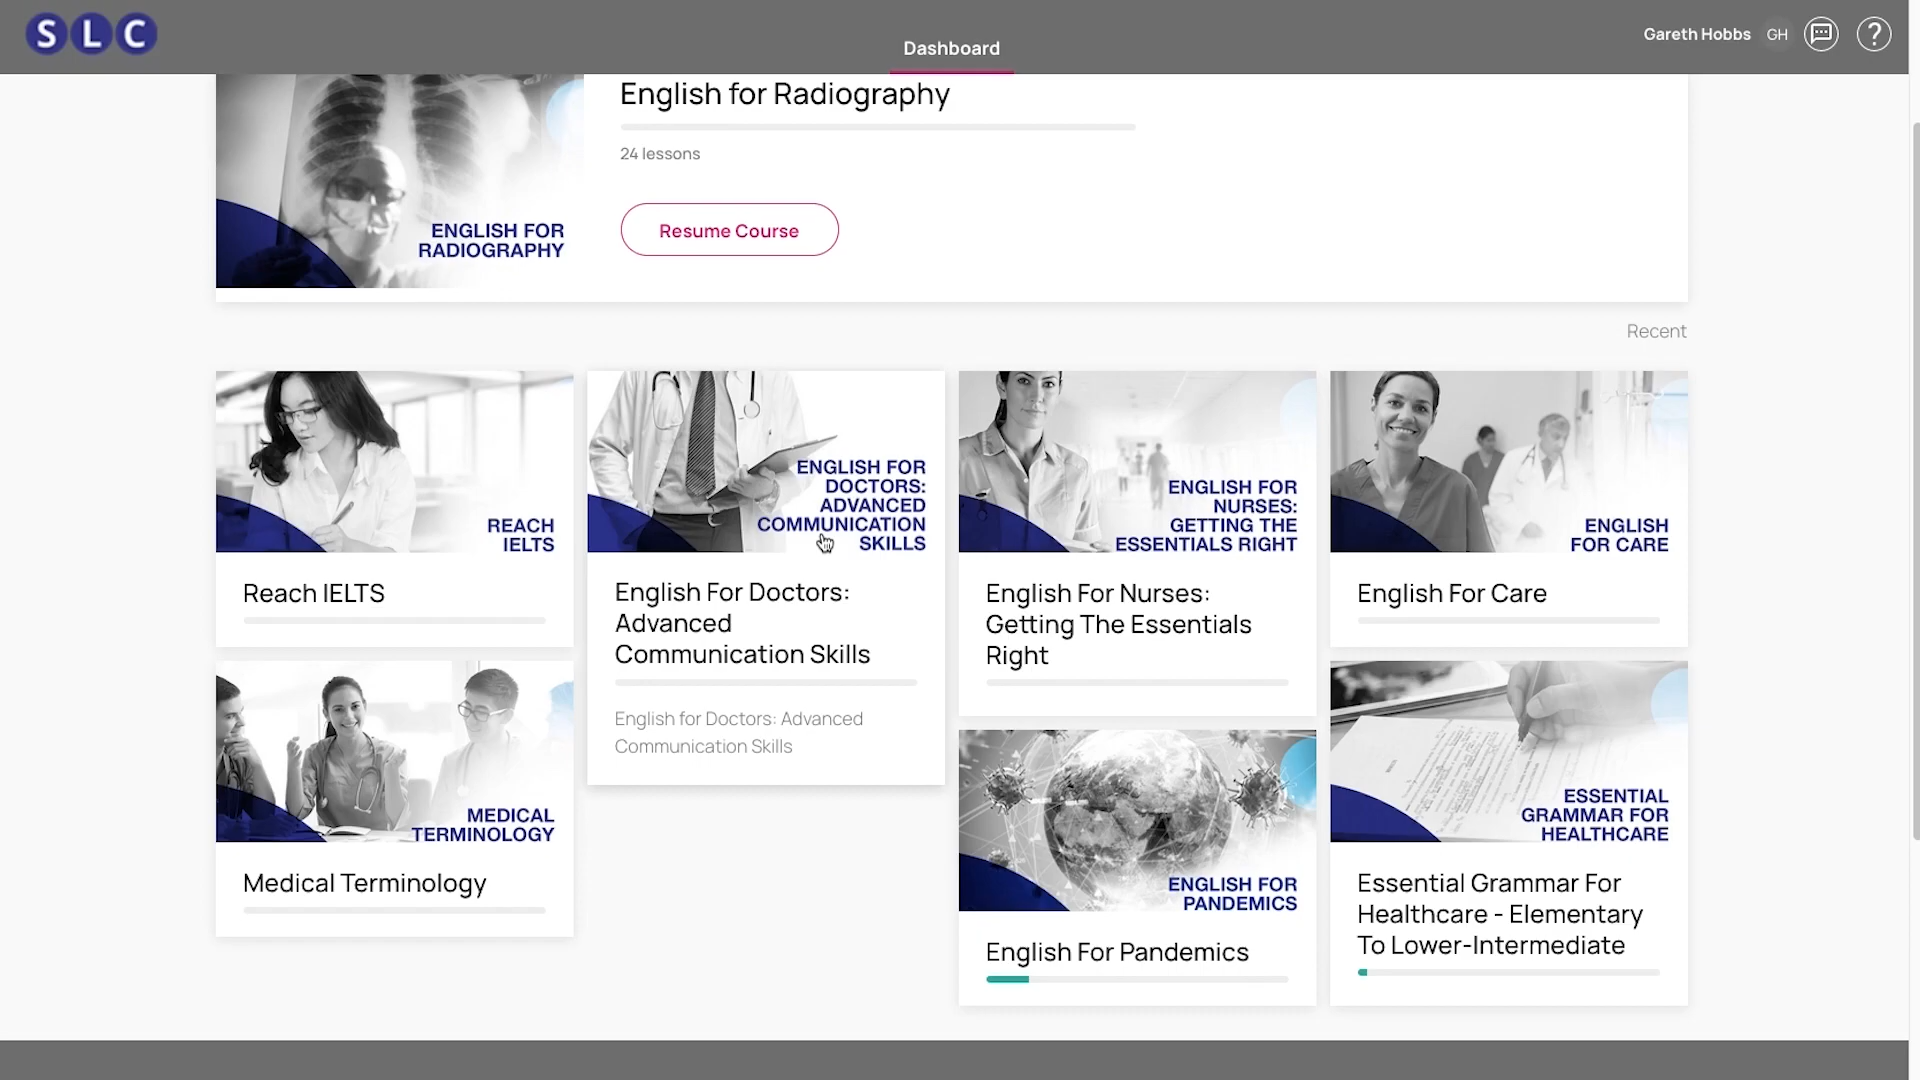 SLC
Dashboard
Gareth Hobbs GH
English for Radiography
24 lessons
Resume Course
ENGLISH FOR
RADIOGRAPHY
Recent
REACH
IELTS
Reach IELTS
ENGLISH FOR
DOCTORS:
ADVANCED
COMMUNICATION
SKILLS
English For Doctors:
Advanced
Communication Skills
English for Doctors: Advanced
Communication Skills
ENGLISH FOR
NURSES:
GETTING THE
ESSENTIALS RIGHT
English For Nurses:
Getting The Essentials
Right
ENGLISH
FOR CARE
English For Care
MEDICAL
TERMINOLOGY
Medical Terminology
ENGLISH FOR
PANDEMICS
English For Pandemics
ESSENTIAL
GRAMMAR FOR
HEALTHCARE
Essential Grammar For
Healthcare - Elementary
To Lower-Intermediate